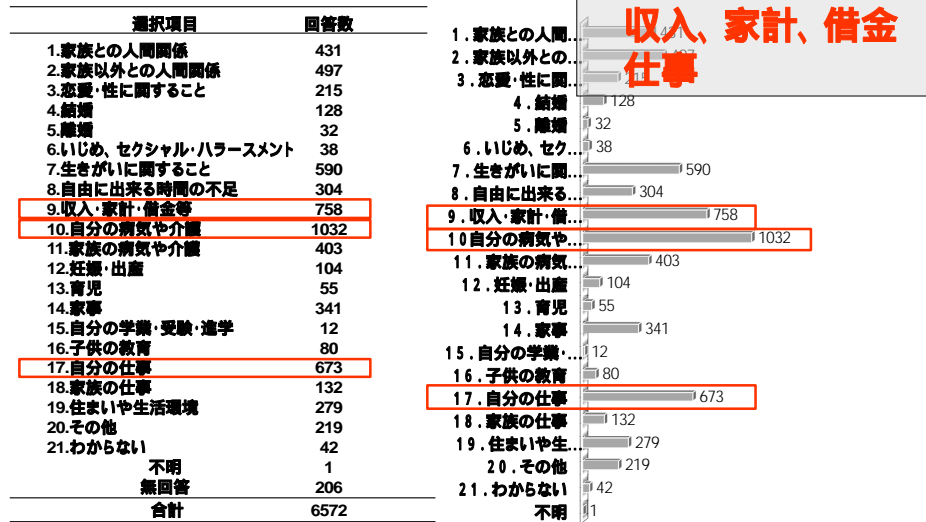 選択項目 回答数
1.家族との人間関係 431
2.家族以外との人間関係 497
3.恋愛･性に関すること 215
4.結婚 128
5.離婚 32
6.いじめ、セクシャル･ハラースメント 38
7.生きがいに関すること 590
8.自由に出来る時間の不足 304
9.収入･家計･借金等 758
10.自分の病気や介護 1032
11.家族の病気や介護 403
12.妊娠･出産 104
13.育児 55
14.家事 341
15.自分の学業･受験･進学 12
16.子供の教育 80
17.自分の仕事 673
18.家族の仕事 132
19.住まいや生活環境 279
20.その他 219
21.わからない 42
不明 1
無回答 206
合計 6572
収入、家計、借金
仕事
1.家族との人間… 431
2.家族以外との… 497
3.恋愛･性に関… 215
4.結婚 128
5.離婚 32
6.いじめ、セク… 38
7.生きがいに関… 590
8.自由に出来る… 304
9.収入･家計･借… 758
10自分の病気や… 1032
11.家族の病気… 403
12.妊娠･出産 104
13.育児 55
14.家事 341
15.自分の学業･… 12
16.子供の教育 80
17.自分の仕事 673
18.家族の仕事 132
19.住まいや生… 279
20.その他 219
21.わからない 42
不明 1